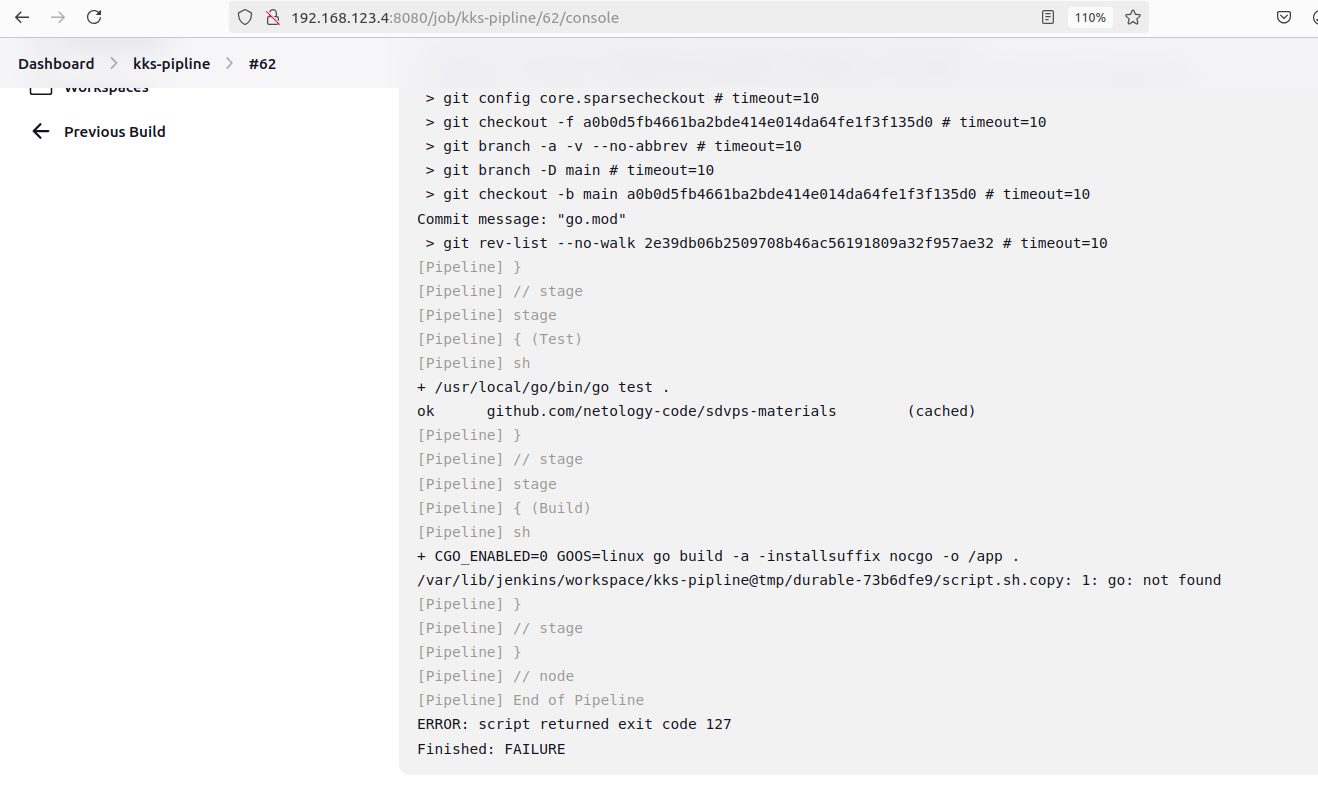 192.168.123.4:8080/job/kks-pipline/62/console
110%
Dashboard kks-pipline #62
Workspaces
Previous Build
> git config core.sparsecheckout # timeout=10
> git checkout -f a0b0d5fb4661ba2bde414e014da64fe1f3f135d0 # timeout=10
> git branch -a -v --no-abbrev # timeout=10
> git branch -D main # timeout=10
> git checkout -b main a0b0d5fb4661ba2bde414e014da64fe1f3f135d0 # timeout=10
Commit message: "go.mod"
> git rev-list --no-walk 2e39db06b2509708b46ac56191809a32f957ae32 # timeout=10
[Pipeline] }
[Pipeline] // stage
[Pipeline] stage
[Pipeline] { (Test)
[Pipeline] sh
+ /usr/local/go/bin/go test .
ok github.com/netology-code/sdvps-materials (cached)
[Pipeline] }
[Pipeline] // stage
[Pipeline] stage
[Pipeline] { (Build)
[Pipeline] sh
+ CGO_ENABLED=0 GOOS=linux go build -a -installsuffix nocgo -o /app .
/var/lib/jenkins/workspace/kks-pipline@tmp/durable-73b6dfe9/script.sh.copy: 1: go: not found
[Pipeline] }
[Pipeline] // stage
[Pipeline] }
[Pipeline] // node
[Pipeline] End of Pipeline
ERROR: script returned exit code 127
Finished: FAILURE